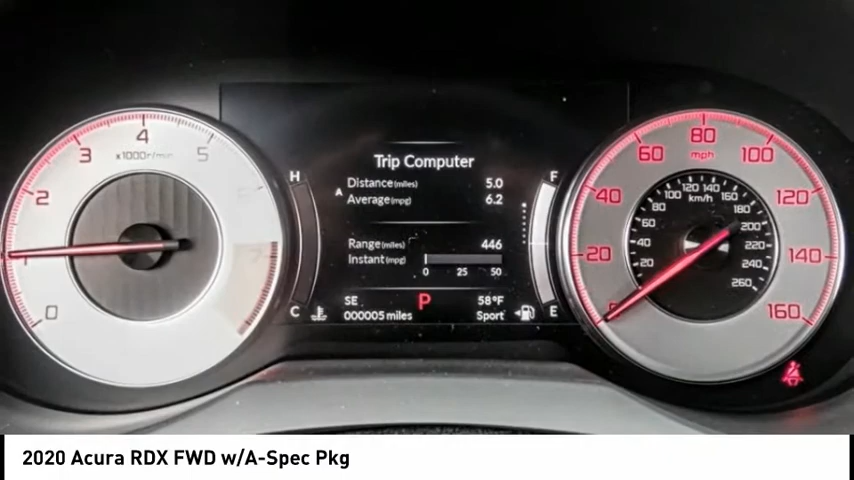 Trip Computer
A
Distance(miles) 5.0
Average(mpg) 6.2
Range(miles) 446
Instant(mpg)
0 25 50
SE P 58°F
000005 miles Sport
H
C
F
E
0 2 3 4 5 7
x1000r/min
20 40 60 80 100 120 140 160
mph
20 40 60 80 100 120 140 160 180 200 220 240 260
km/h
2020 Acura RDX FWD w/A-Spec Pkg